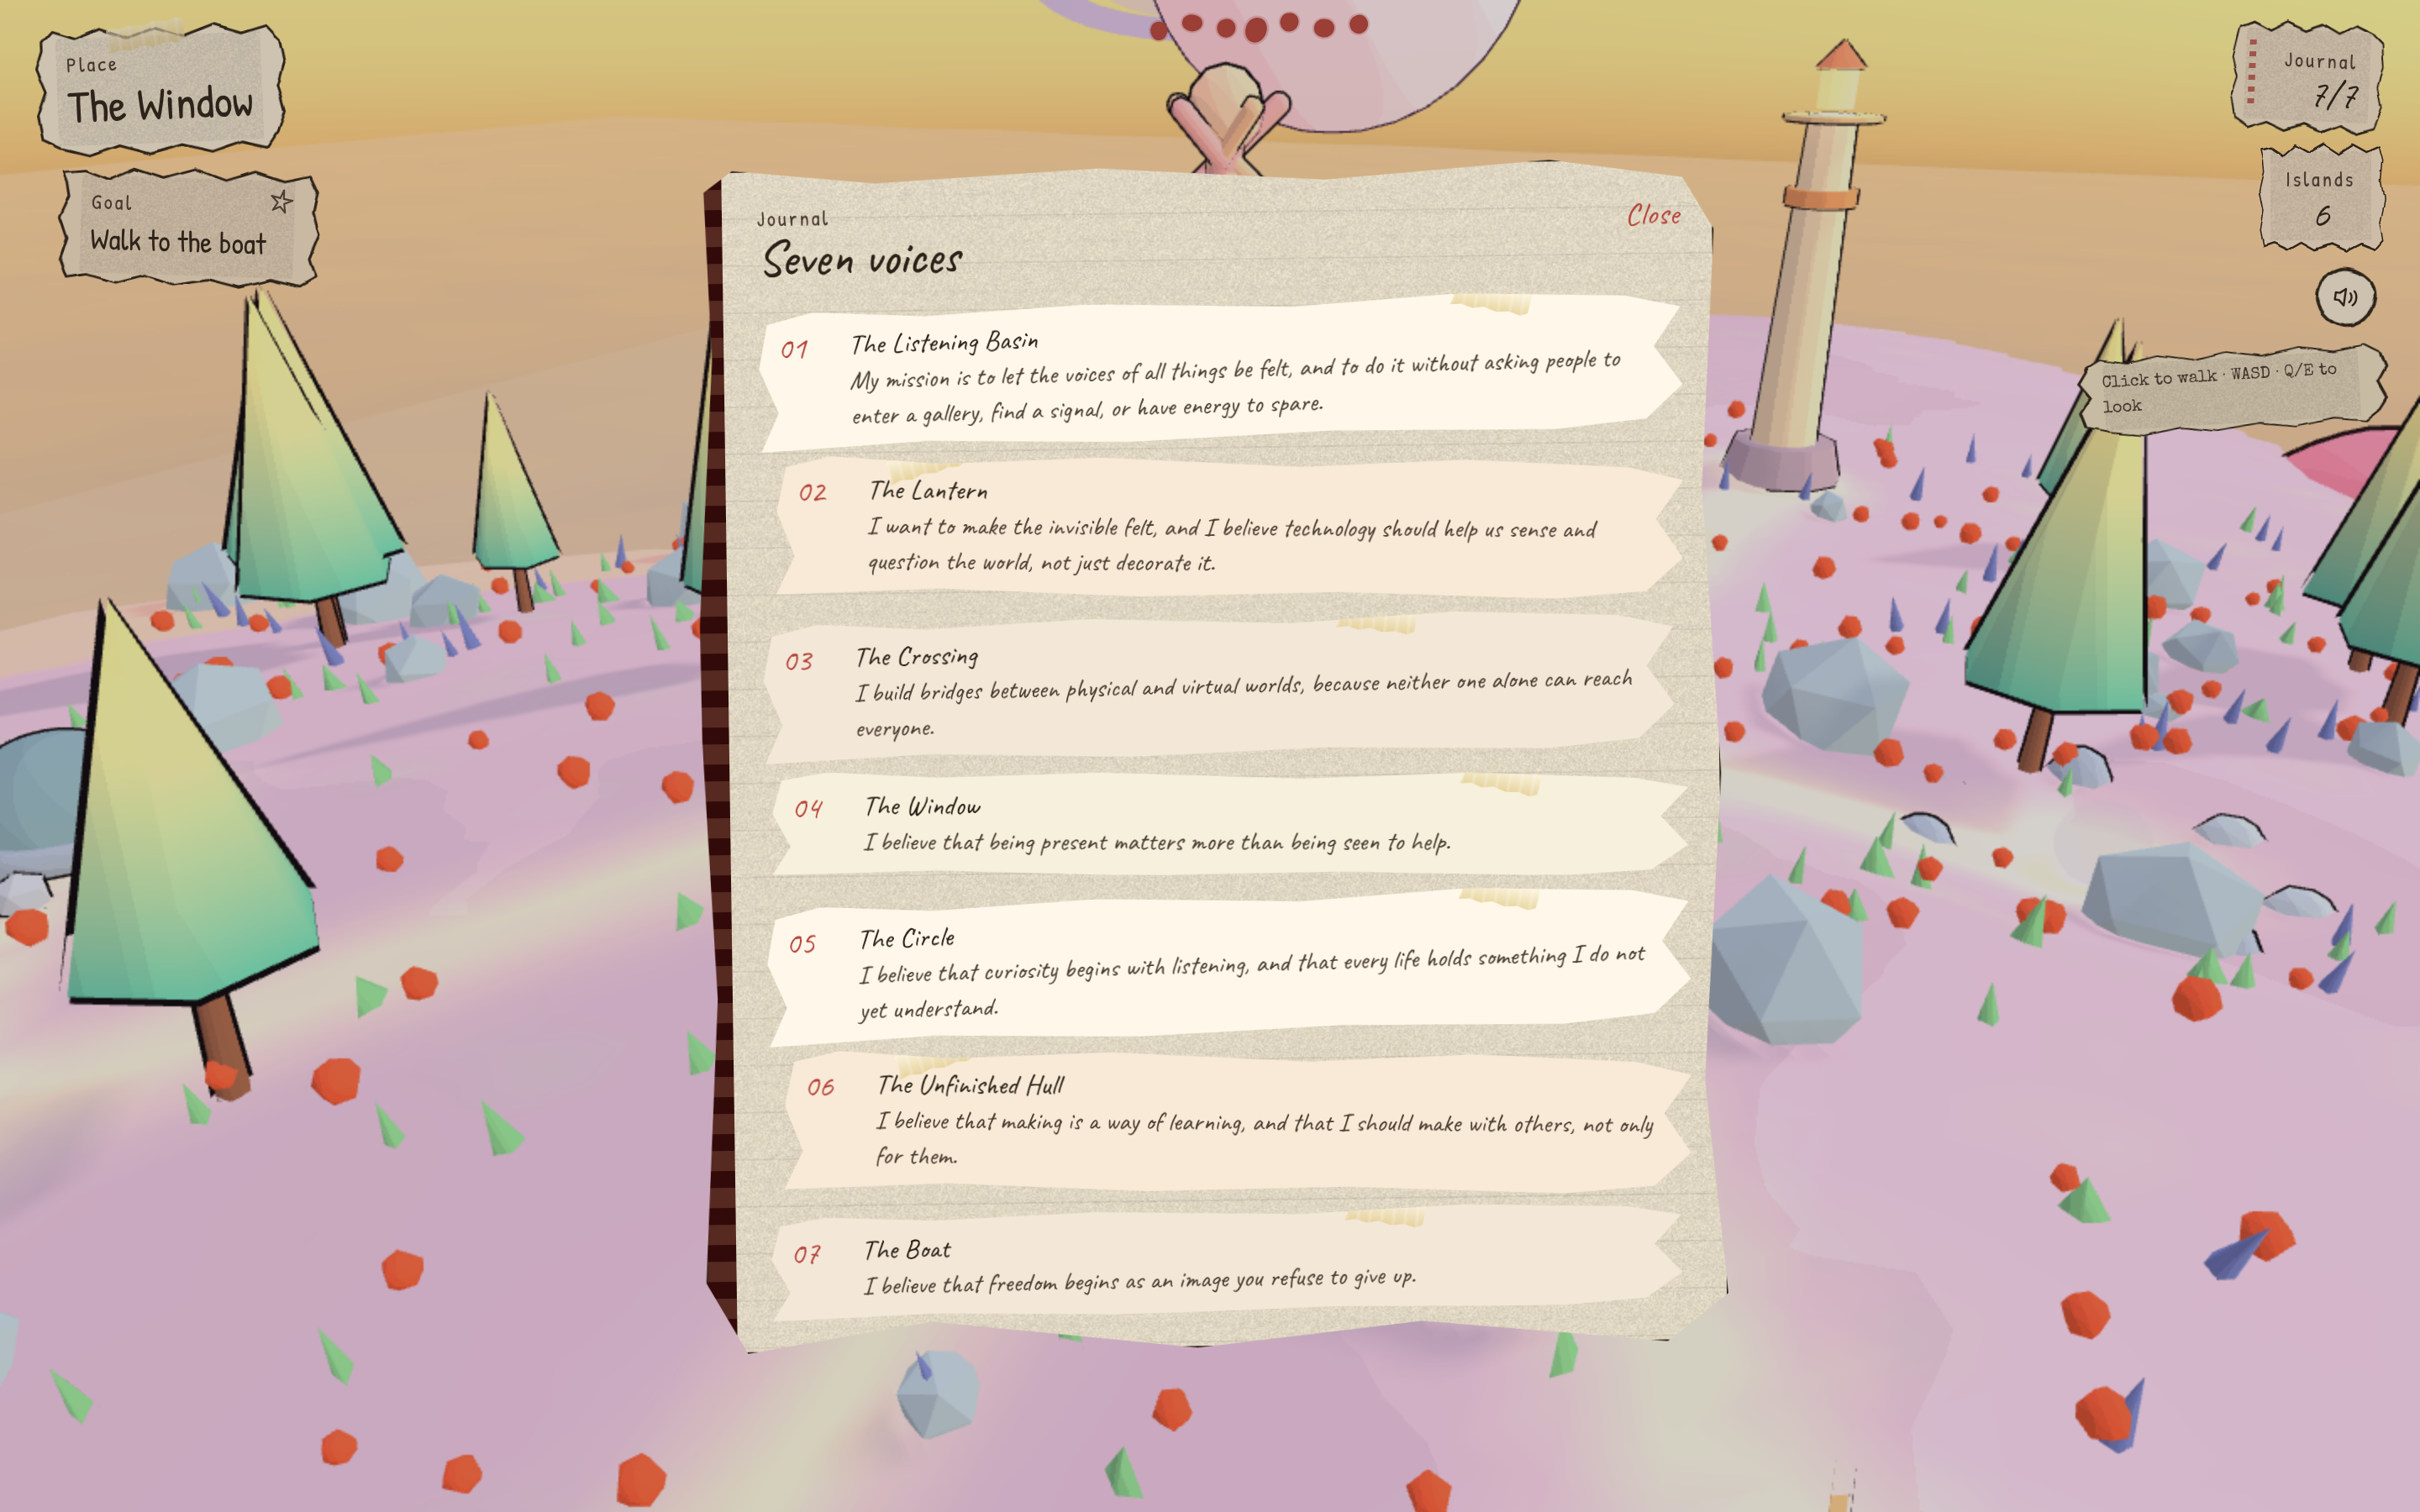 Place
The Window
Goal
Walk to the boat
Journal
7/7
Islands
6
Click to walk · WASD · Q/E to
look
Journal
Close
Seven voices
01
The Listening Basin
My mission is to let the voices of all things be felt, and to do it without asking people to
enter a gallery, find a signal, or have energy to spare.
02
The Lantern
I want to make the invisible felt, and I believe technology should help us sense and
question the world, not just decorate it.
03
The Crossing
I build bridges between physical and virtual worlds, because neither one alone can reach
everyone.
04
The Window
I believe that being present matters more than being seen to help.
05
The Circle
I believe that curiosity begins with listening, and that every life holds something I do not
yet understand.
06
The Unfinished Hull
I believe that making is a way of learning, and that I should make with others, not only
for them.
07
The Boat
I believe that freedom begins as an image you refuse to give up.